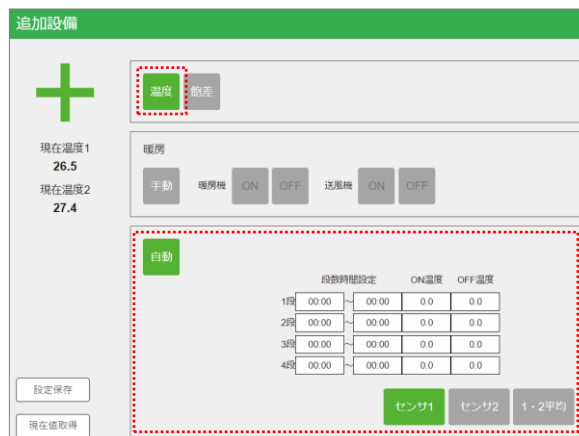 追加設備
温度 飽差
現在温度1
26.5
現在温度2
27.4
暖房
手動 暖房機 ON OFF 送風機 ON OFF
自動
段数時間設定 ON温度 OFF温度
1段 00:00 ~ 00:00 0.0 0.0
2段 00:00 ~ 00:00 0.0 0.0
3段 00:00 ~ 00:00 0.0 0.0
4段 00:00 ~ 00:00 0.0 0.0
センサ1 センサ2 1・2平均
設定保存
現在値取得